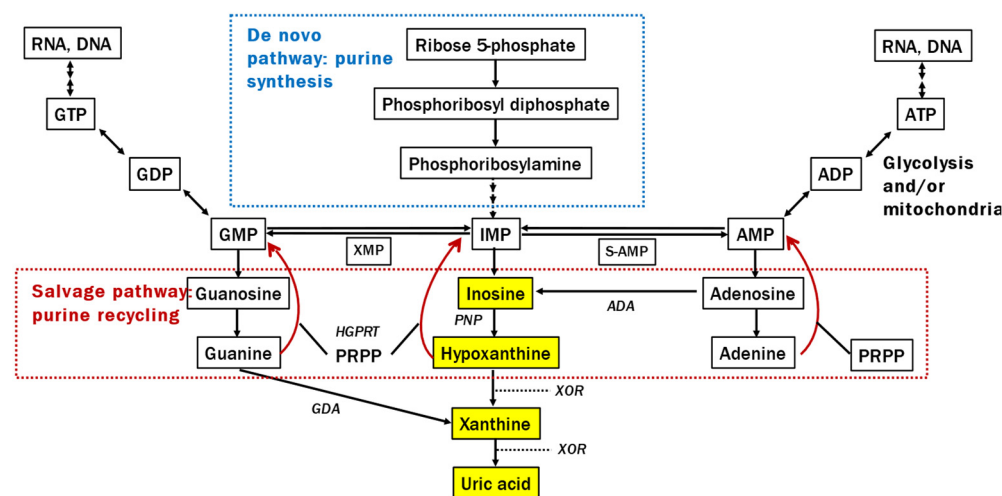 RNA, DNA
De novo
pathway: purine
synthesis
Ribose 5-phosphate
RNA, DNA
GTP
Phosphoribosyl diphosphate
ATP
GDP
Phosphoribosylamine
ADP
Glycolysis
and/or
mitochondria
GMP
IMP
AMP
XMP
S-AMP
Salvage pathway:
purine recycling
Guanosine
Inosine
ADA
Adenosine
PNP
HGPRT
Guanine
PRPP
Hypoxanthine
Adenine
PRPP
XOR
GDA
Xanthine
XOR
Uric acid